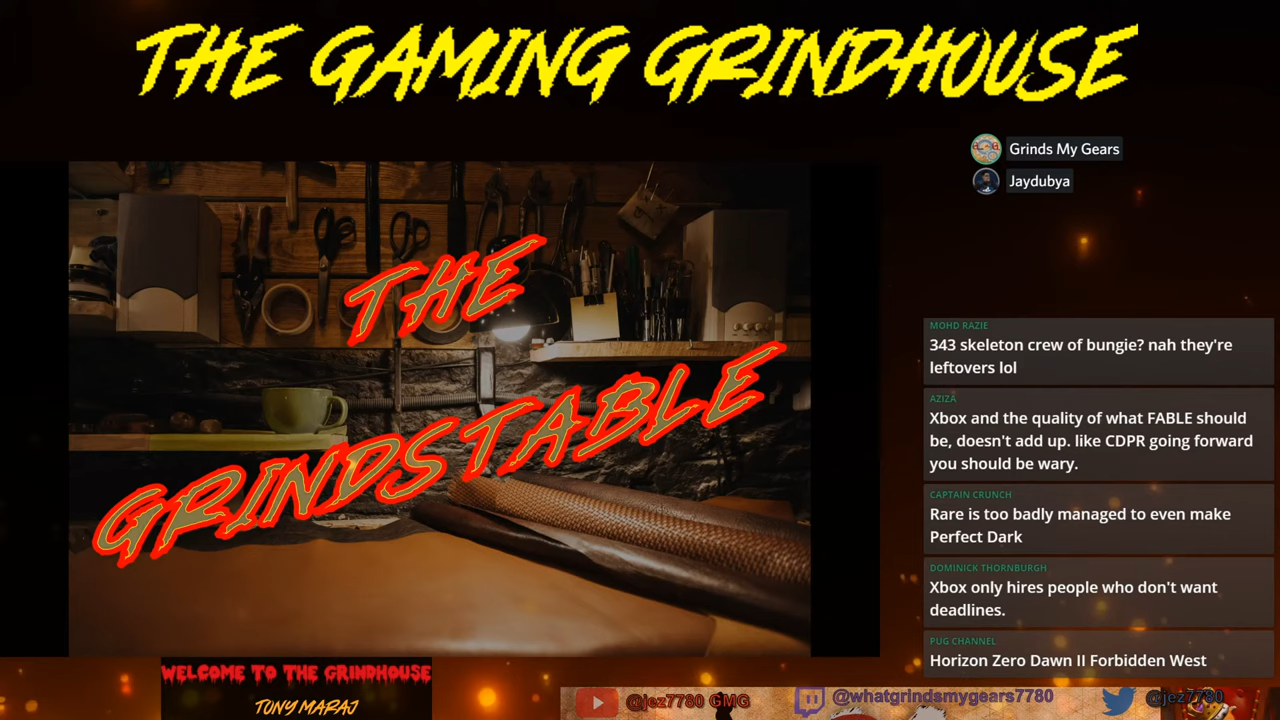 THE GAMING GRINDHOUSE
Grinds My Gears
Jaydubya
THE
GRINDSTABLE
MOHD RAZIE
343 skeleton crew of bungie? nah they're
leftovers lol
AZIZĂ
Xbox and the quality of what FABLE should
be, doesn't add up. like CDPR going forward
you should be wary.
CAPTAIN CRUNCH
Rare is too badly managed to even make
Perfect Dark
DOMINICK THORNBURGH
Xbox only hires people who don't want
deadlines.
PUG CHANNEL
Horizon Zero Dawn II Forbidden West
WELCOME TO THE GRINDHOUSE
TONY MARAJ
@jez7780 GMG
@whatgrindsmygears7780
@jez7780